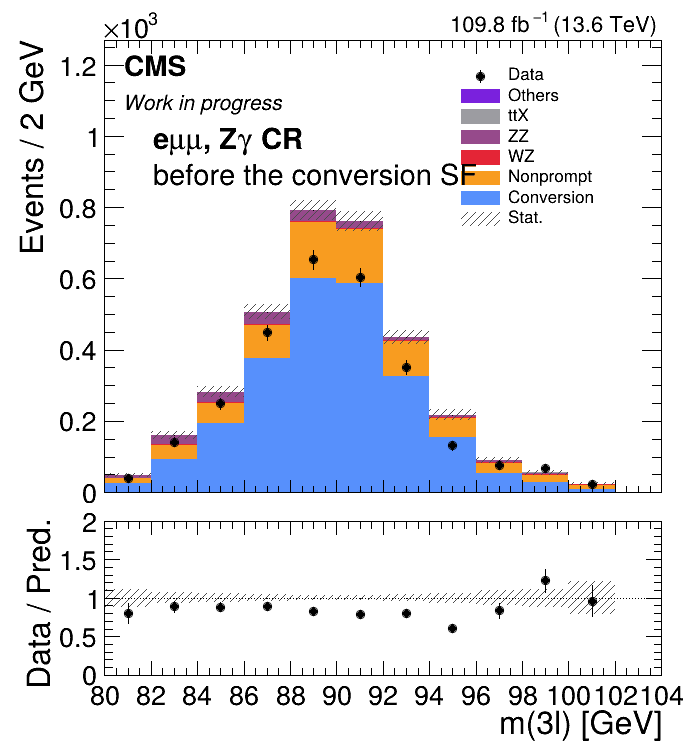 ×10³
109.8 fb⁻¹ (13.6 TeV)
Events / 2 GeV
1.2
1
0.8
0.6
0.4
0.2
0
CMS
Work in progress
eμμ, Zγ CR
before the conversion SF
Data
Others
ttX
ZZ
WZ
Nonprompt
Conversion
Stat.
Data / Pred.
2
1.5
1
0.5
0
80 82 84 86 88 90 92 94 96 98 100 102 104
m(3l) [GeV]